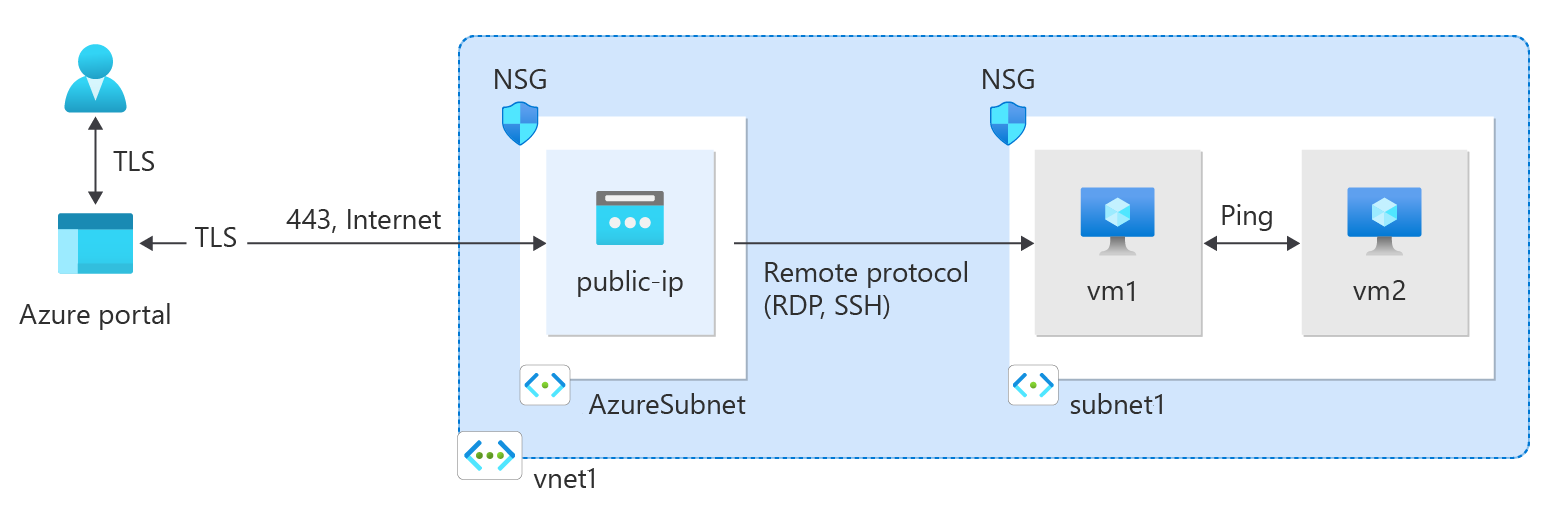 TLS
Azure portal
TLS
443, Internet
NSG
public-ip
AzureSubnet
Remote protocol
(RDP, SSH)
NSG
vm1
Ping
vm2
subnet1
vnet1